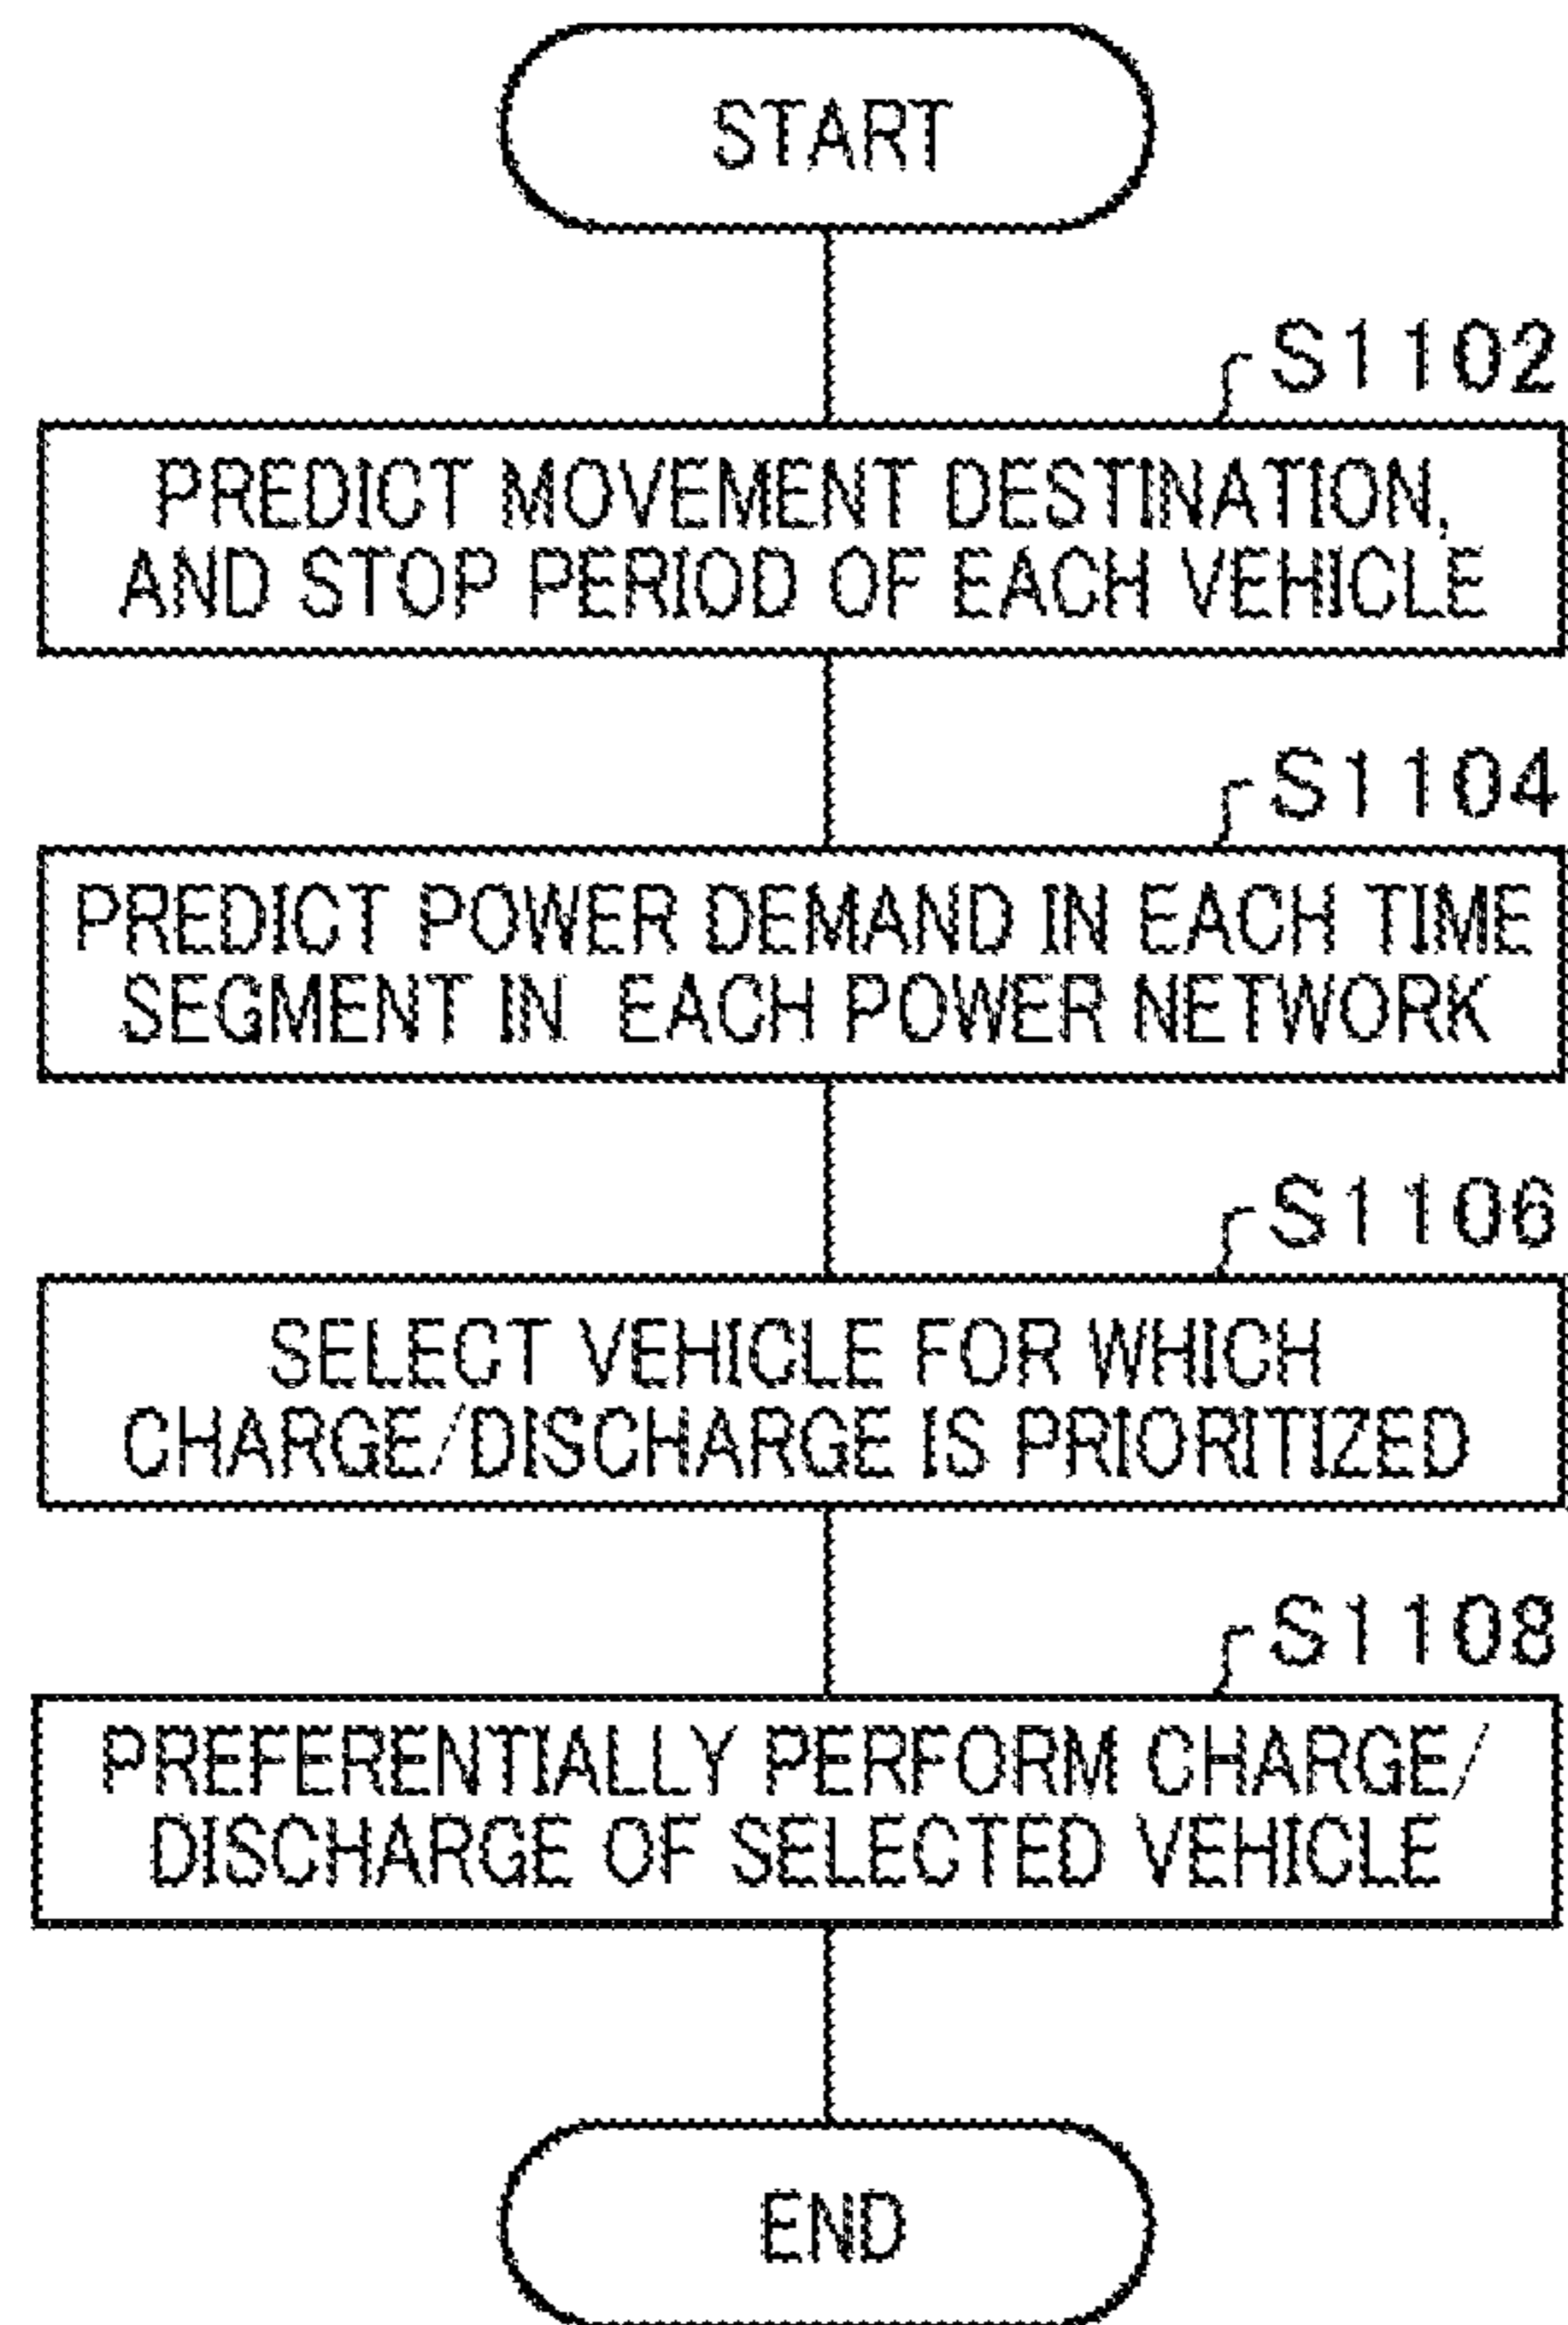 START
S1102
PREDICT MOVEMENT DESTINATION,
AND STOP PERIOD OF EACH VEHICLE
S1104
PREDICT POWER DEMAND IN EACH TIME
SEGMENT IN EACH POWER NETWORK
S1106
SELECT VEHICLE FOR WHICH
CHARGE/DISCHARGE IS PRIORITIZED
S1108
PREFERENTIALLY PERFORM CHARGE/
DISCHARGE OF SELECTED VEHICLE
END